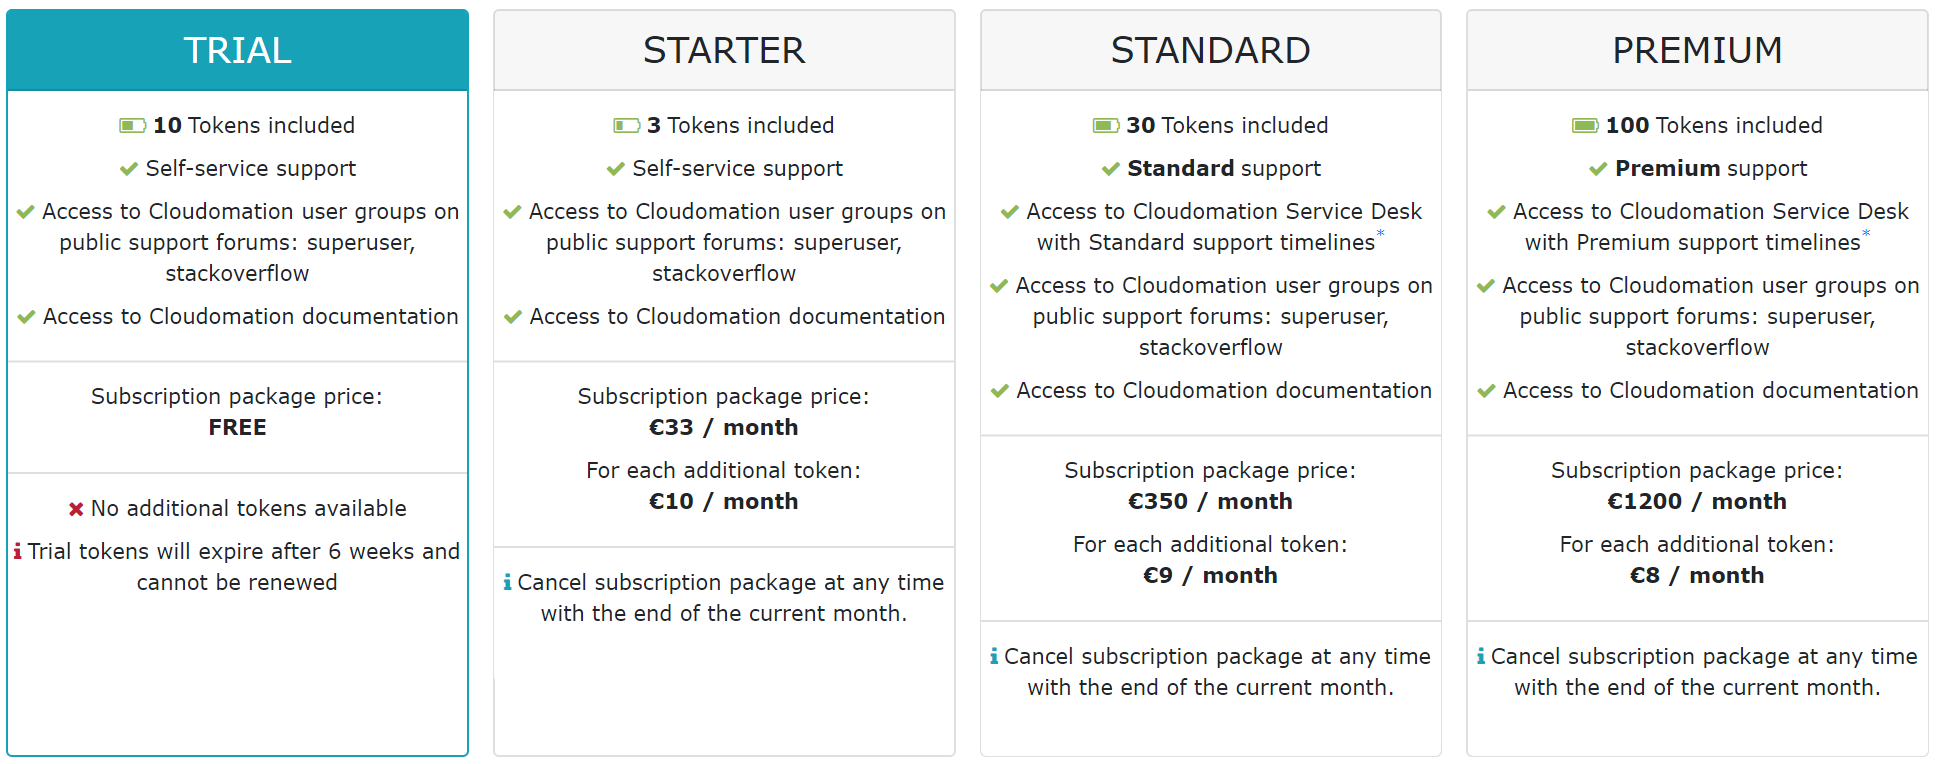 TRIAL
10 Tokens included
Self-service support
Access to Cloudomation user groups on
public support forums: superuser,
stackoverflow
Access to Cloudomation documentation
Subscription package price:
FREE
No additional tokens available
Trial tokens will expire after 6 weeks and
cannot be renewed
STARTER
3 Tokens included
Self-service support
Access to Cloudomation user groups on
public support forums: superuser,
stackoverflow
Access to Cloudomation documentation
Subscription package price:
€33 / month
For each additional token:
€10 / month
Cancel subscription package at any time
with the end of the current month.
STANDARD
30 Tokens included
Standard support
Access to Cloudomation Service Desk
with Standard support timelines*
Access to Cloudomation user groups on
public support forums: superuser,
stackoverflow
Access to Cloudomation documentation
Subscription package price:
€350 / month
For each additional token:
€9 / month
Cancel subscription package at any time
with the end of the current month.
PREMIUM
100 Tokens included
Premium support
Access to Cloudomation Service Desk
with Premium support timelines*
Access to Cloudomation user groups on
public support forums: superuser,
stackoverflow
Access to Cloudomation documentation
Subscription package price:
€1200 / month
For each additional token:
€8 / month
Cancel subscription package at any time
with the end of the current month.